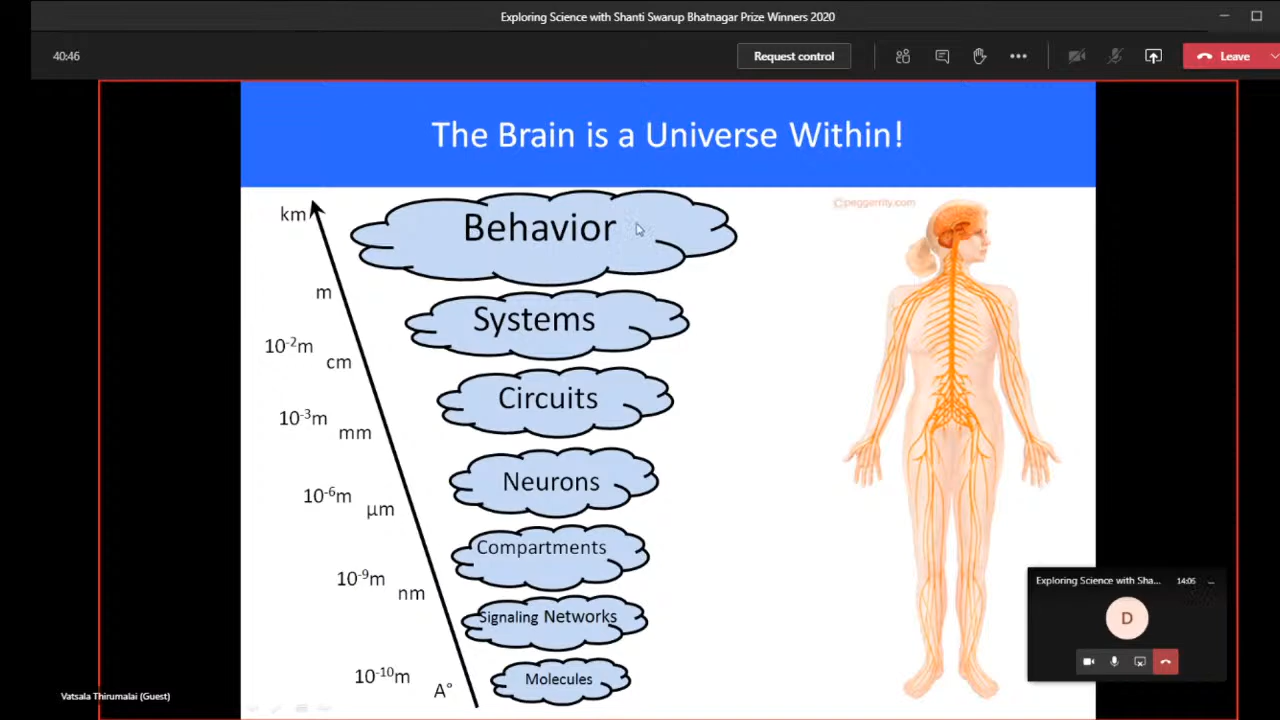 Exploring Science with Shanti Swarup Bhatnagar Prize Winners 2020
40:46
Request control
Leave
The Brain is a Universe Within!
©peggerrity.com
km
Behavior
m
Systems
10⁻²m
cm
Circuits
10⁻³m
mm
Neurons
10⁻⁶m
µm
Compartments
10⁻⁹m
nm
Signaling Networks
10⁻¹⁰m
A°
Molecules
Exploring Science with Sha...
14:05
D
Vatsala Thirumalai (Guest)